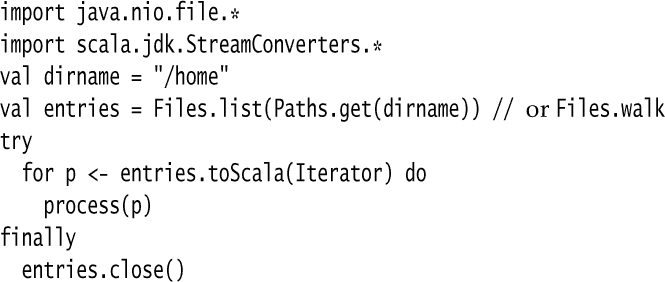 import java.nio.file.*
import scala.jdk.StreamConverters.*
val dirname = "/home"
val entries = Files.list(Paths.get(dirname)) // or Files.walk
try
  for p <- entries.toScala(Iterator) do
    process(p)
finally
  entries.close()